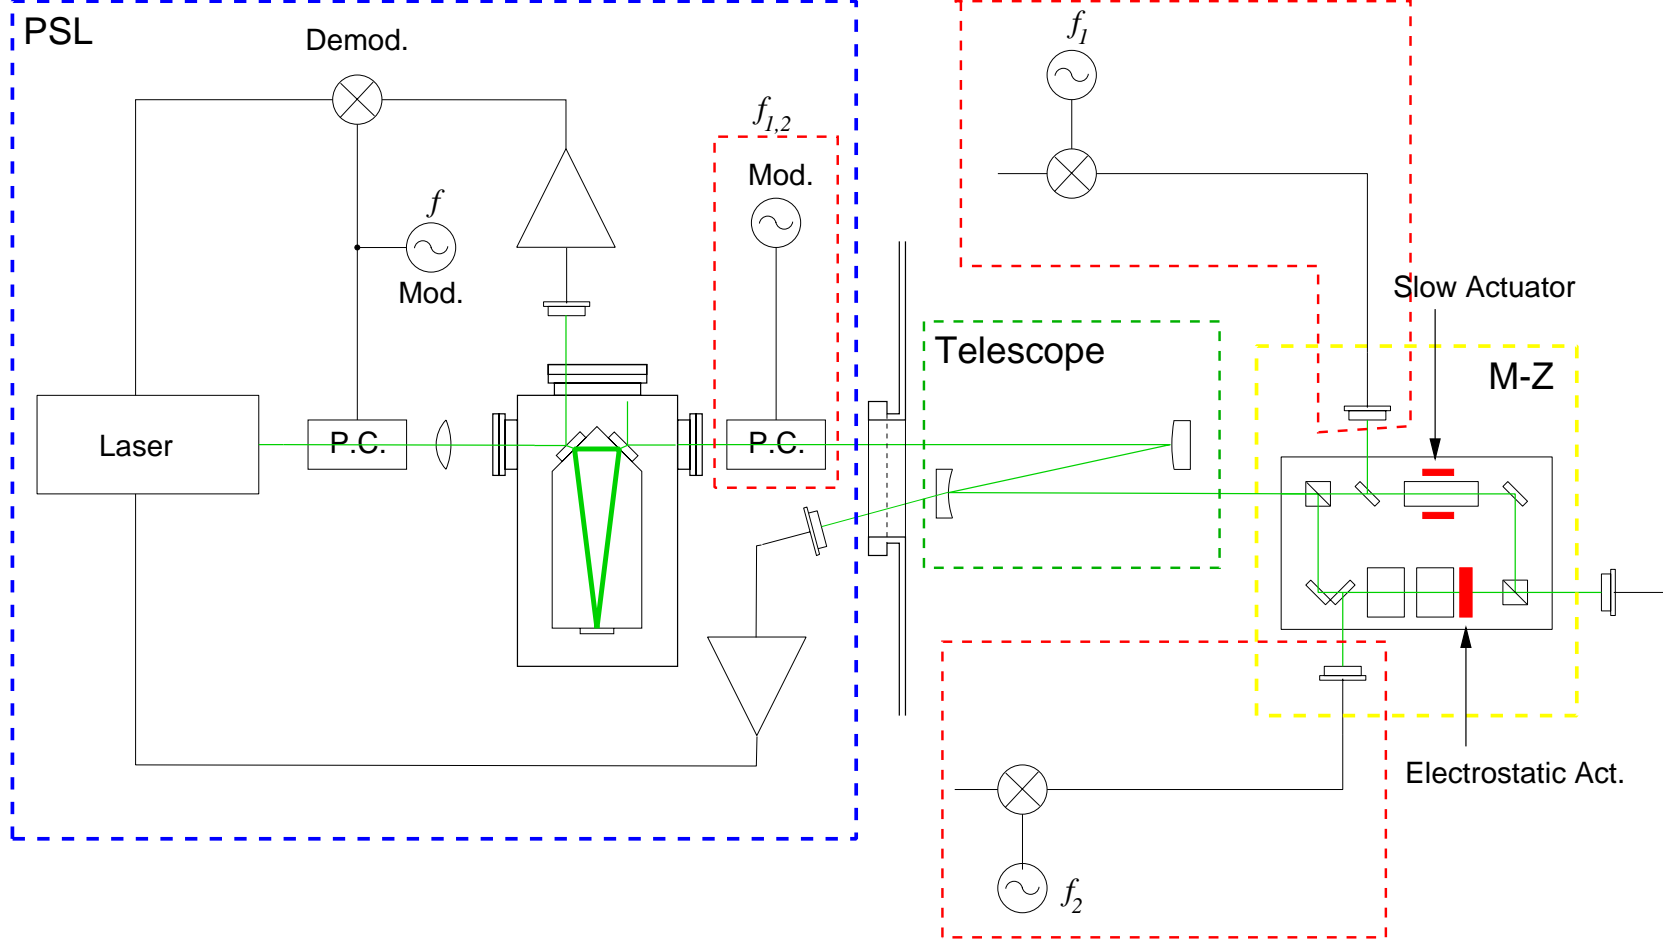 PSL
Demod.
f
Mod.
f1,2
Mod.
Laser
P.C.
P.C.
f1
Slow Actuator
Telescope
M-Z
Electrostatic Act.
f2